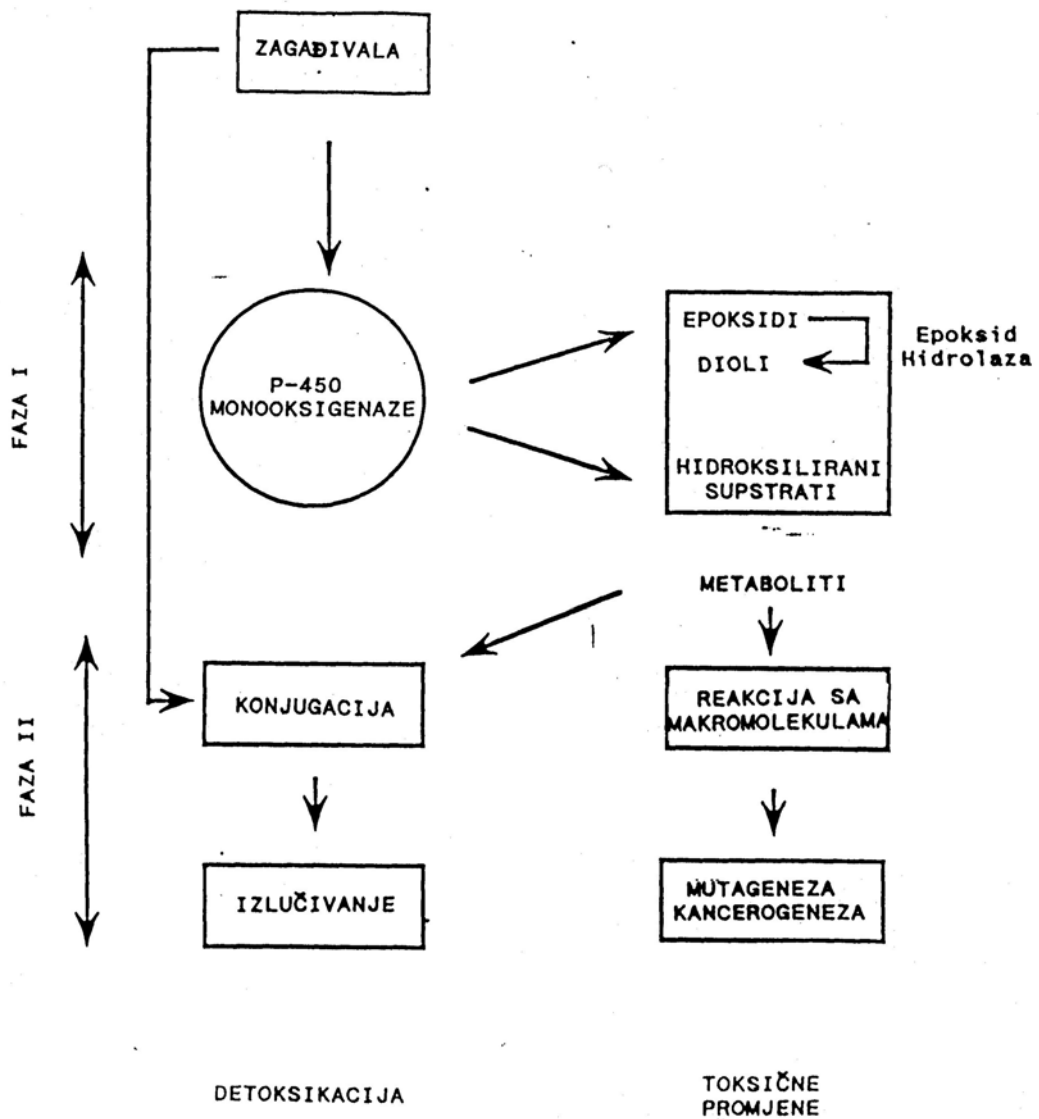 ZAGAĐIVALA
FAZA I
P-450
MONOOKSIGENAZE
EPOKSIDI
DIOLI
Epoksid
Hidrolaza
HIDROKSILIRANI
SUPSTRATI
METABOLITI
FAZA II
KONJUGACIJA
REAKCIJA SA
MAKROMOLEKULAMA
IZLUČIVANJE
MUTAGENEZA
KANCEROGENEZA
DETOKSIKACIJA
TOKSIČNE
PROMJENE